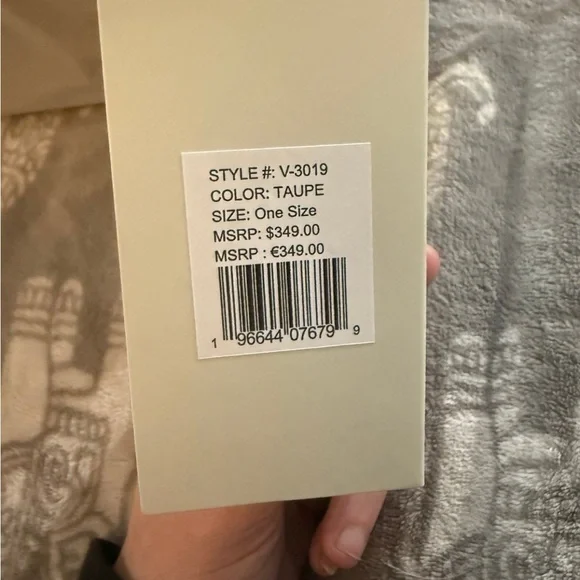 STYLE #: V-3019
COLOR: TAUPE
SIZE: One Size
MSRP: $349.00
MSRP : €349.00
1 96644 07679 9